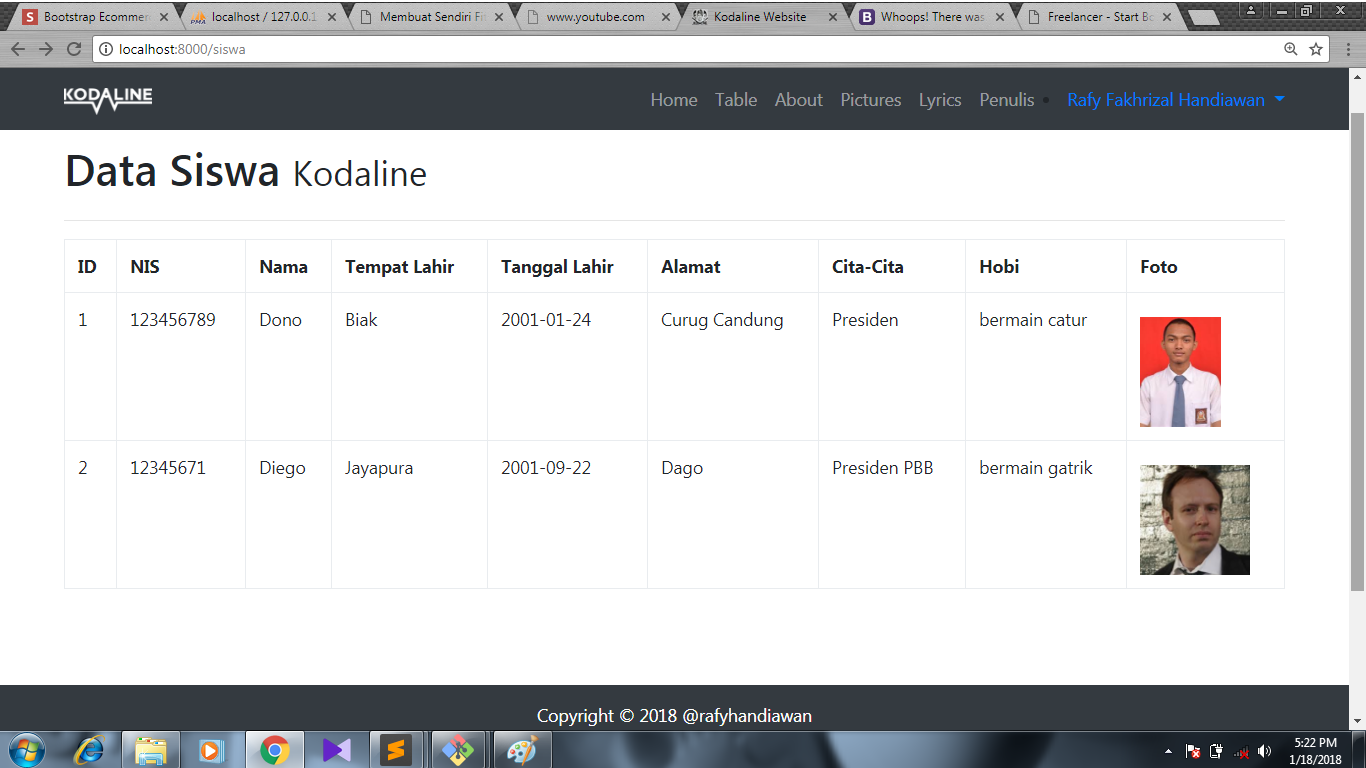 Bootstrap Ecommer
localhost / 127.0.0.1
Membuat Sendiri Fi
www.youtube.com
Kodaline Website
Whoops! There was
Freelancer - Start Bo
localhost:8000/siswa
KODALINE
Home Table About Pictures Lyrics Penulis Rafy Fakhrizal Handiawan
Data Siswa Kodaline
ID NIS Nama Tempat Lahir Tanggal Lahir Alamat Cita-Cita Hobi Foto
1 123456789 Dono Biak 2001-01-24 Curug Candung Presiden bermain catur
2 12345671 Diego Jayapura 2001-09-22 Dago Presiden PBB bermain gatrik
Copyright © 2018 @rafyhandiawan
5:22 PM
1/18/2018